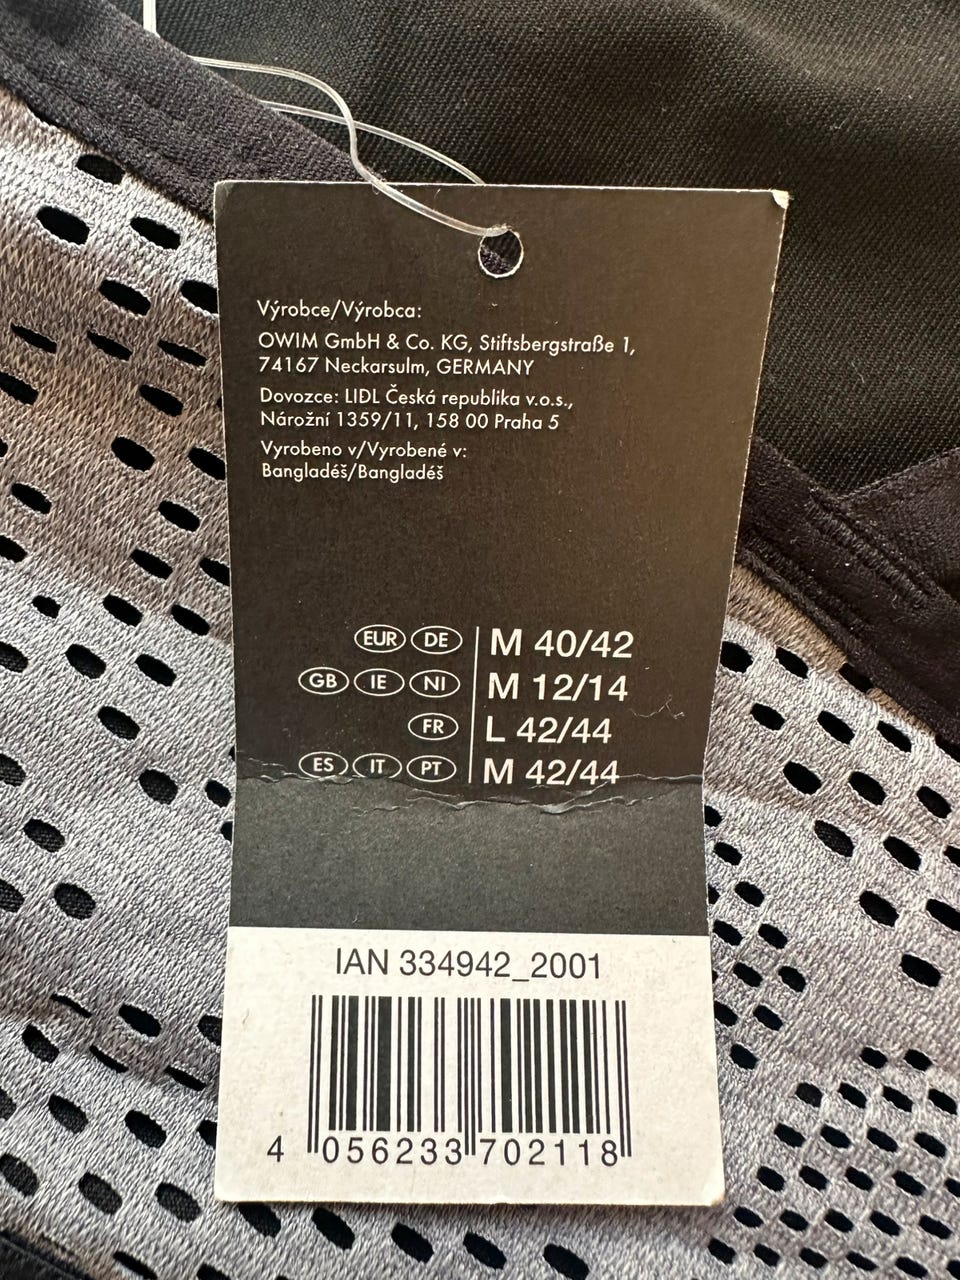 Výrobce/Výrobca:
OWIM GmbH & Co. KG, Stiftsbergstraße 1,
74167 Neckarsulm, GERMANY
Dovozce: LIDL Česká republika v.o.s.,
Nárožní 1359/11, 158 00 Praha 5
Vyrobeno v/Vyrobené v:
Bangladéš/Bangladéš
EUR DE M 40/42
GB IE NI M 12/14
FR L 42/44
ES IT PT M 42/44
IAN 334942_2001
4 056233 702118